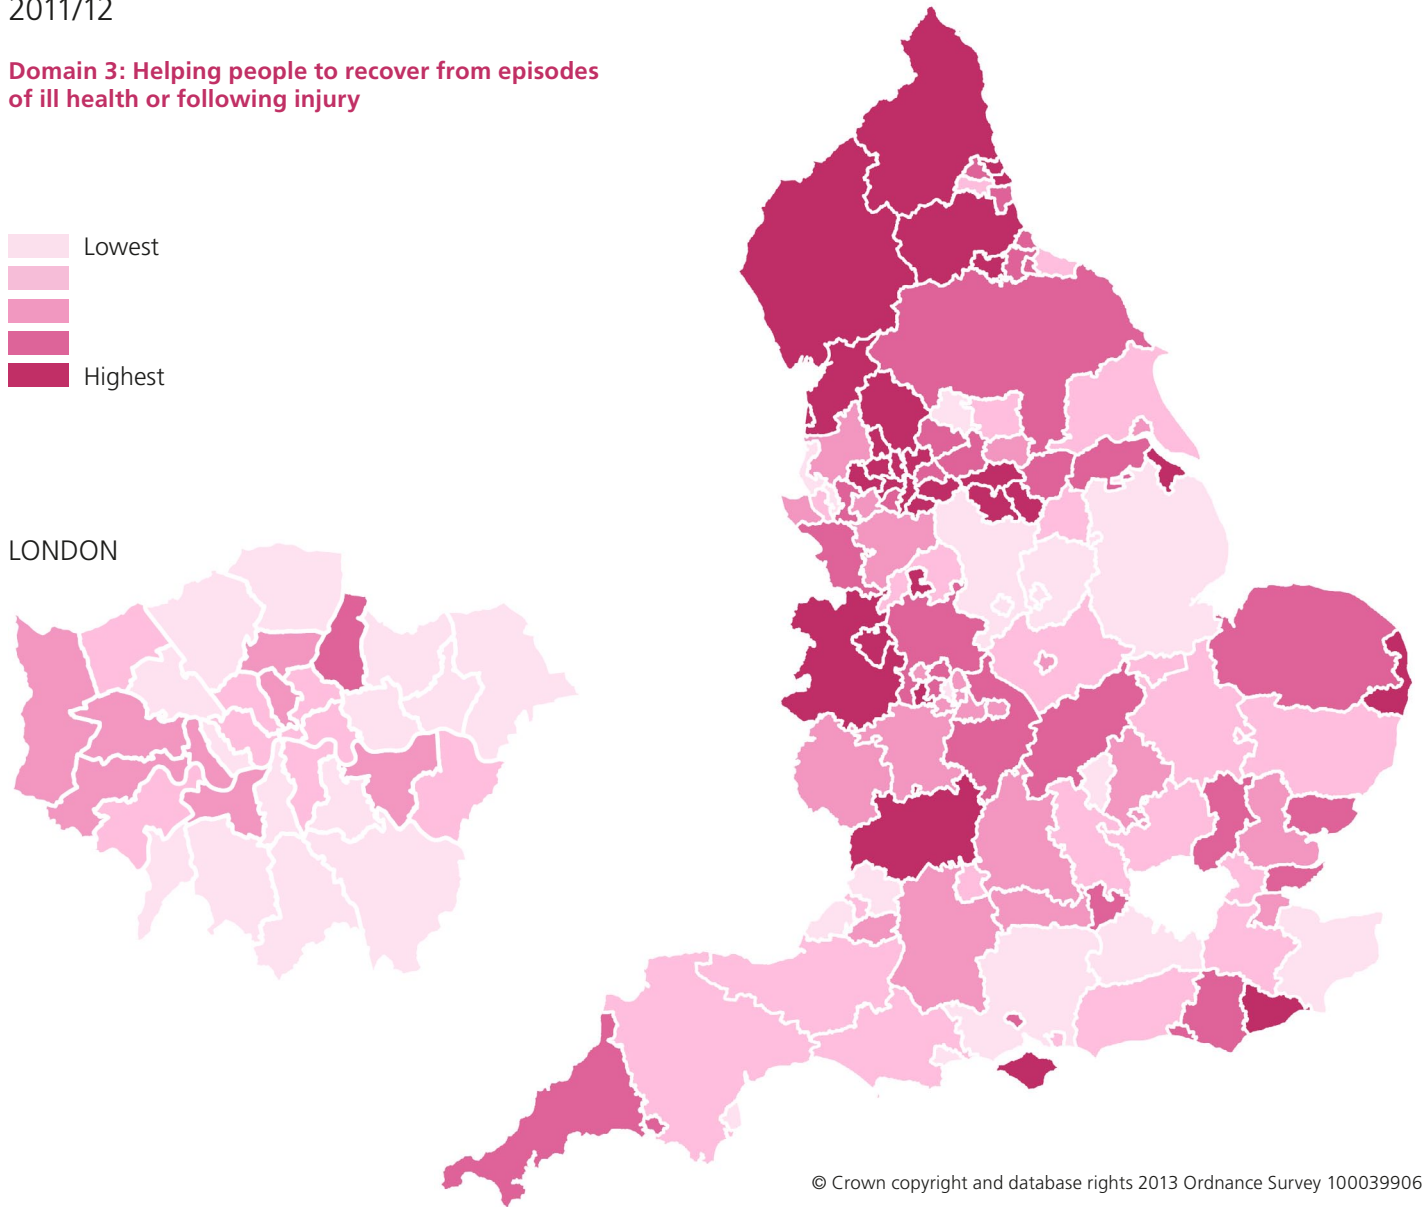 2011/12
Domain 3: Helping people to recover from episodes
of ill health or following injury
Lowest
Highest
LONDON
© Crown copyright and database rights 2013 Ordnance Survey 100039906